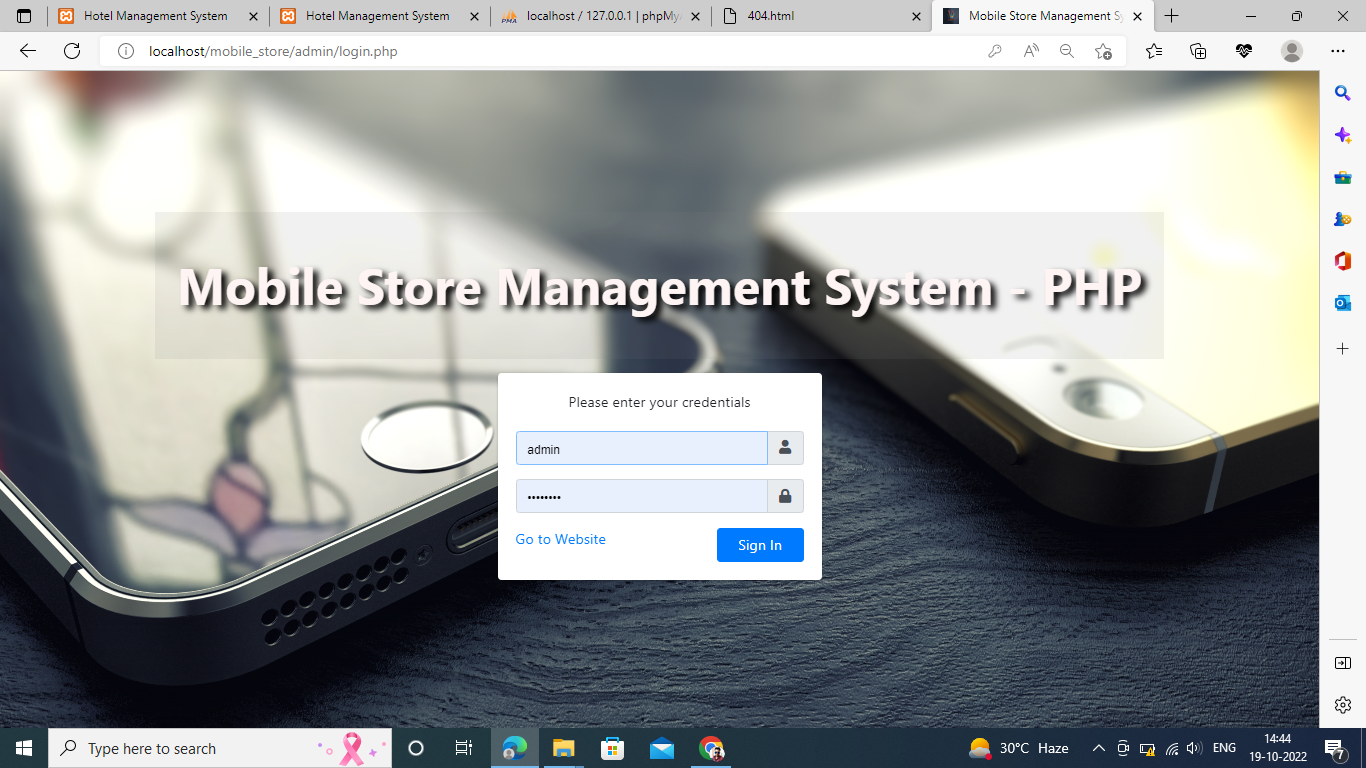 Hotel Management System
Hotel Management System
localhost / 127.0.0.1 | phpMy
404.html
Mobile Store Management Sy
localhost/mobile_store/admin/login.php
Mobile Store Management System - PHP
Please enter your credentials
admin
••••••••
Go to Website
Sign In
Type here to search
30°C Haze
ENG
14:44
19-10-2022
7